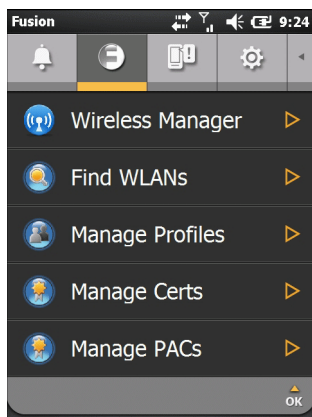 Fusion 9:24
Wireless Manager
Find WLANs
Manage Profiles
Manage Certs
Manage PACs
OK